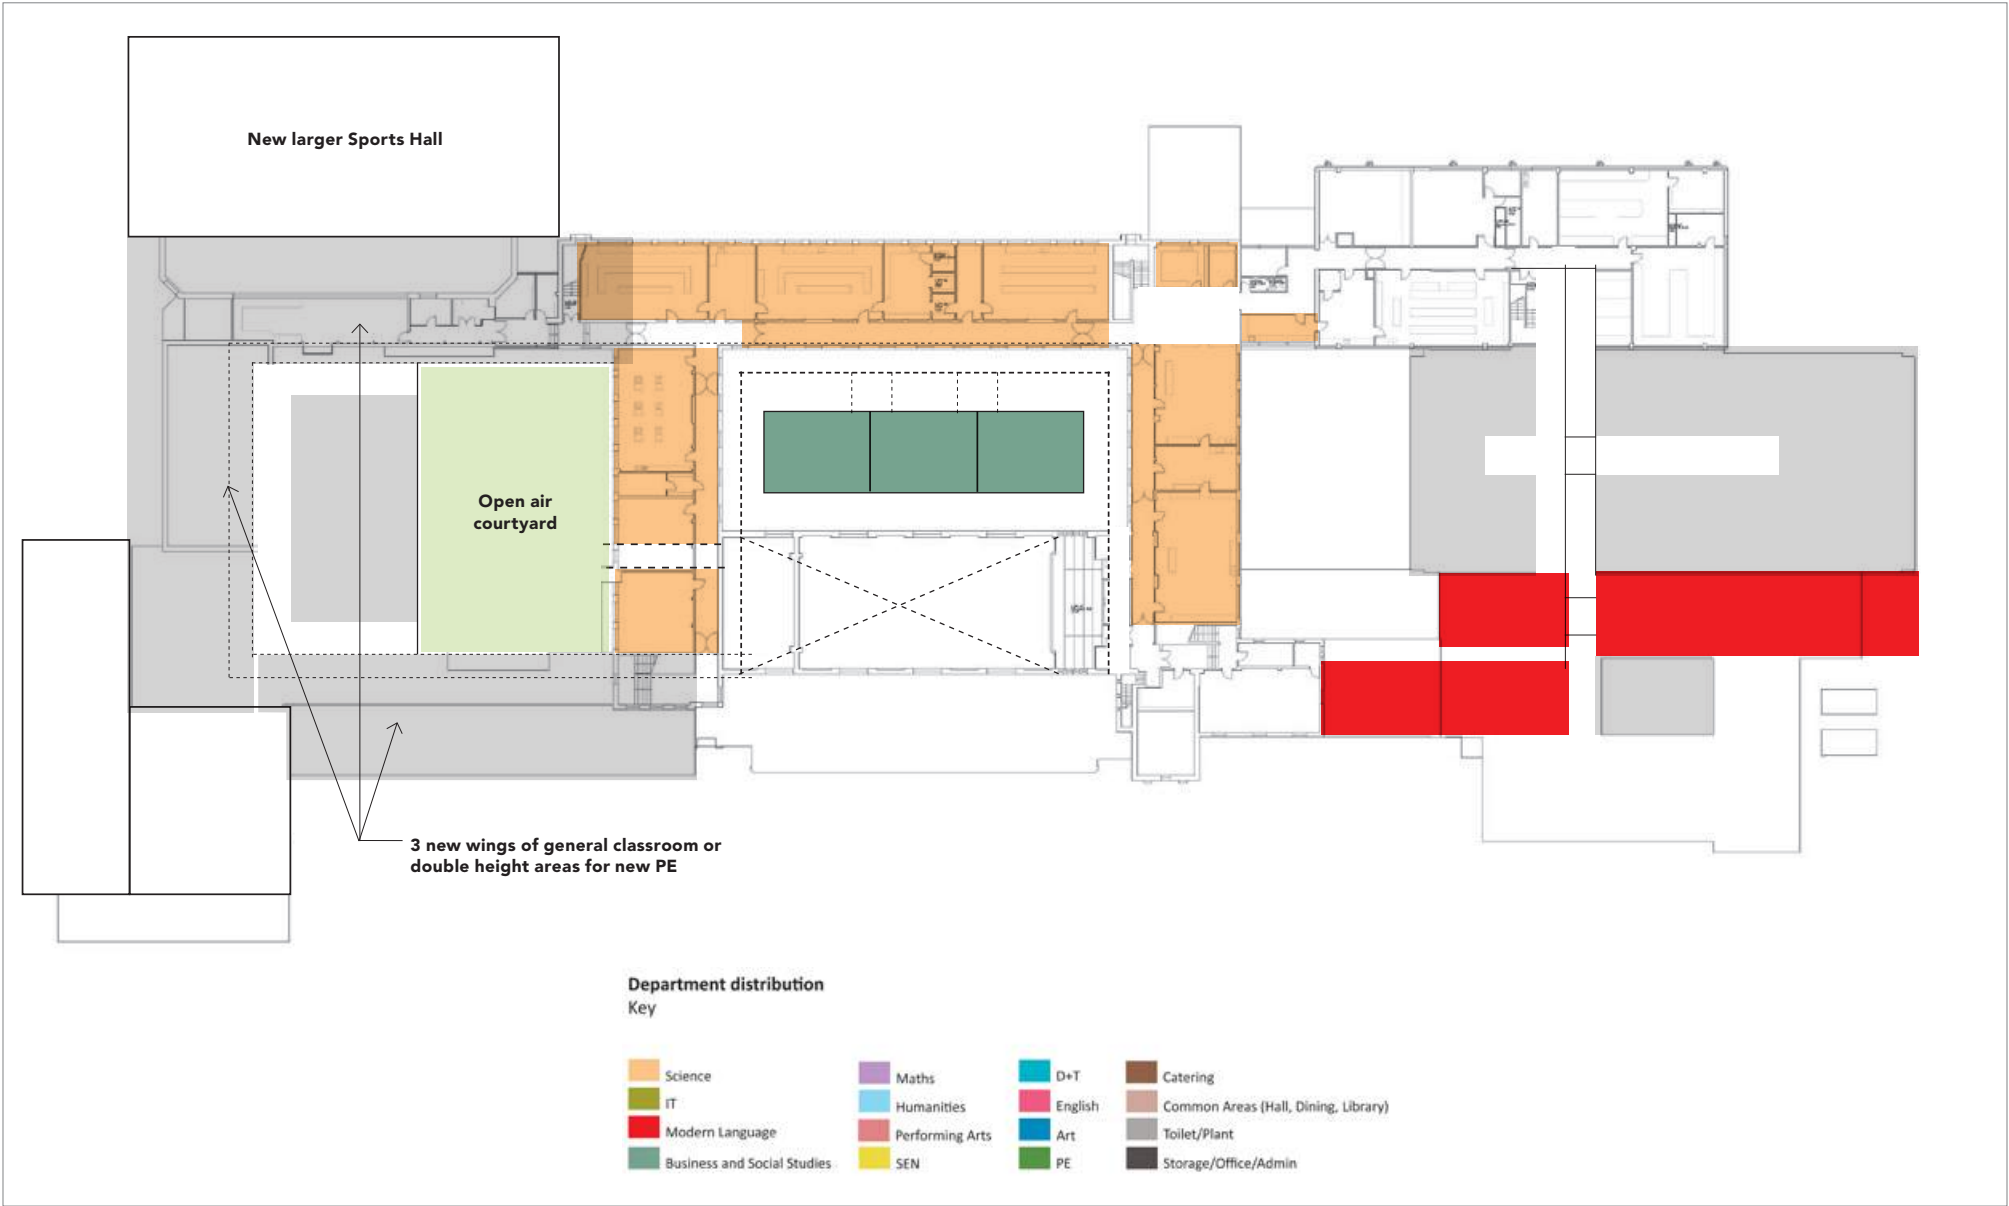 New larger Sports Hall
Open air
courtyard
3 new wings of general classroom or
double height areas for new PE
Department distribution
Key
Science
IT
Modern Language
Business and Social Studies
Maths
Humanities
Performing Arts
SEN
D+T
English
Art
PE
Catering
Common Areas (Hall, Dining, Library)
Toilet/Plant
Storage/Office/Admin